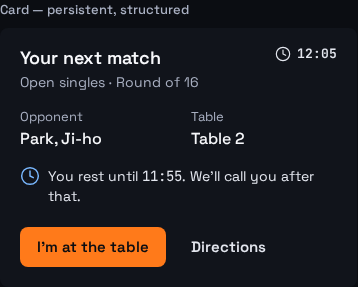 Card — persistent, structured
Your next match
12:05
Open singles · Round of 16
Opponent
Table
Park, Ji-ho
Table 2
You rest until 11:55. We'll call you after
that.
I'm at the table
Directions